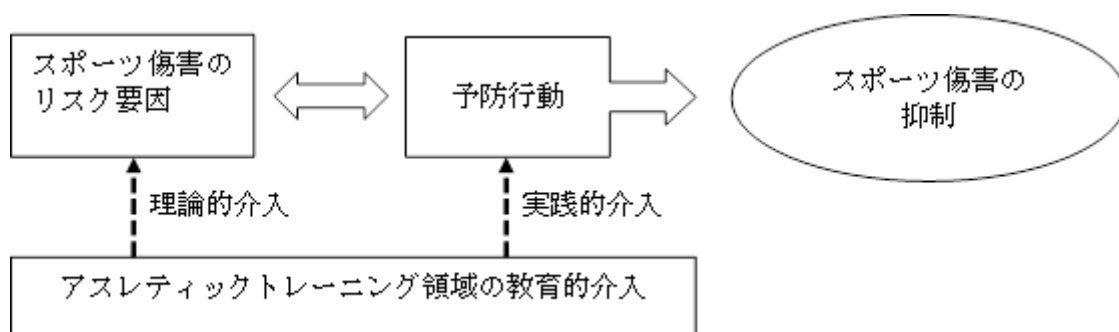 スポーツ傷害の
リスク要因
予防行動
スポーツ傷害の
抑制
理論的介入
実践的介入
アスレティックトレーニング領域の教育的介入